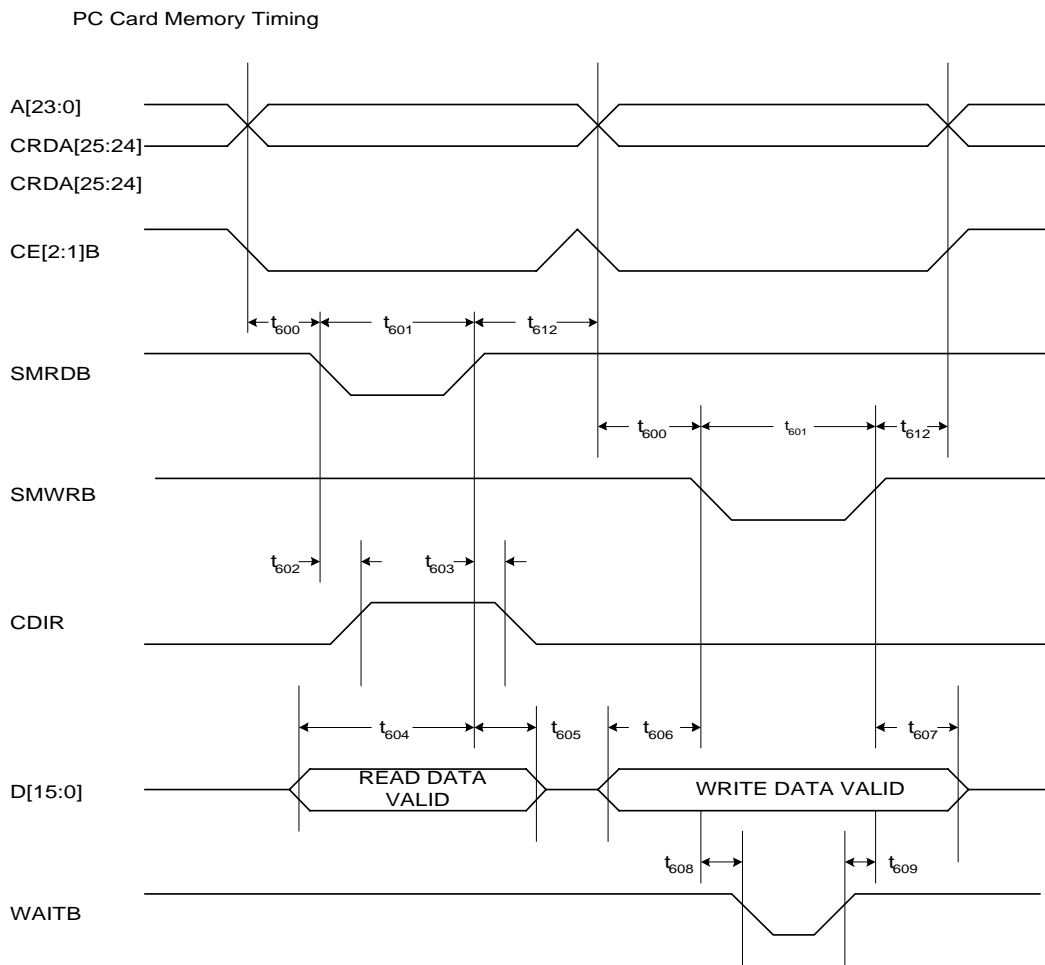 PC Card Memory Timing
A[23:0]
CRDA[25:24]
CRDA[25:24]
CE[2:1]B
t600 t601 t612
SMRDB
t600 t601 t612
SMWRB
t602 t603
CDIR
t604 t605 t606 t607
D[15:0]
READ DATA
VALID
WRITE DATA VALID
t608 t609
WAITB